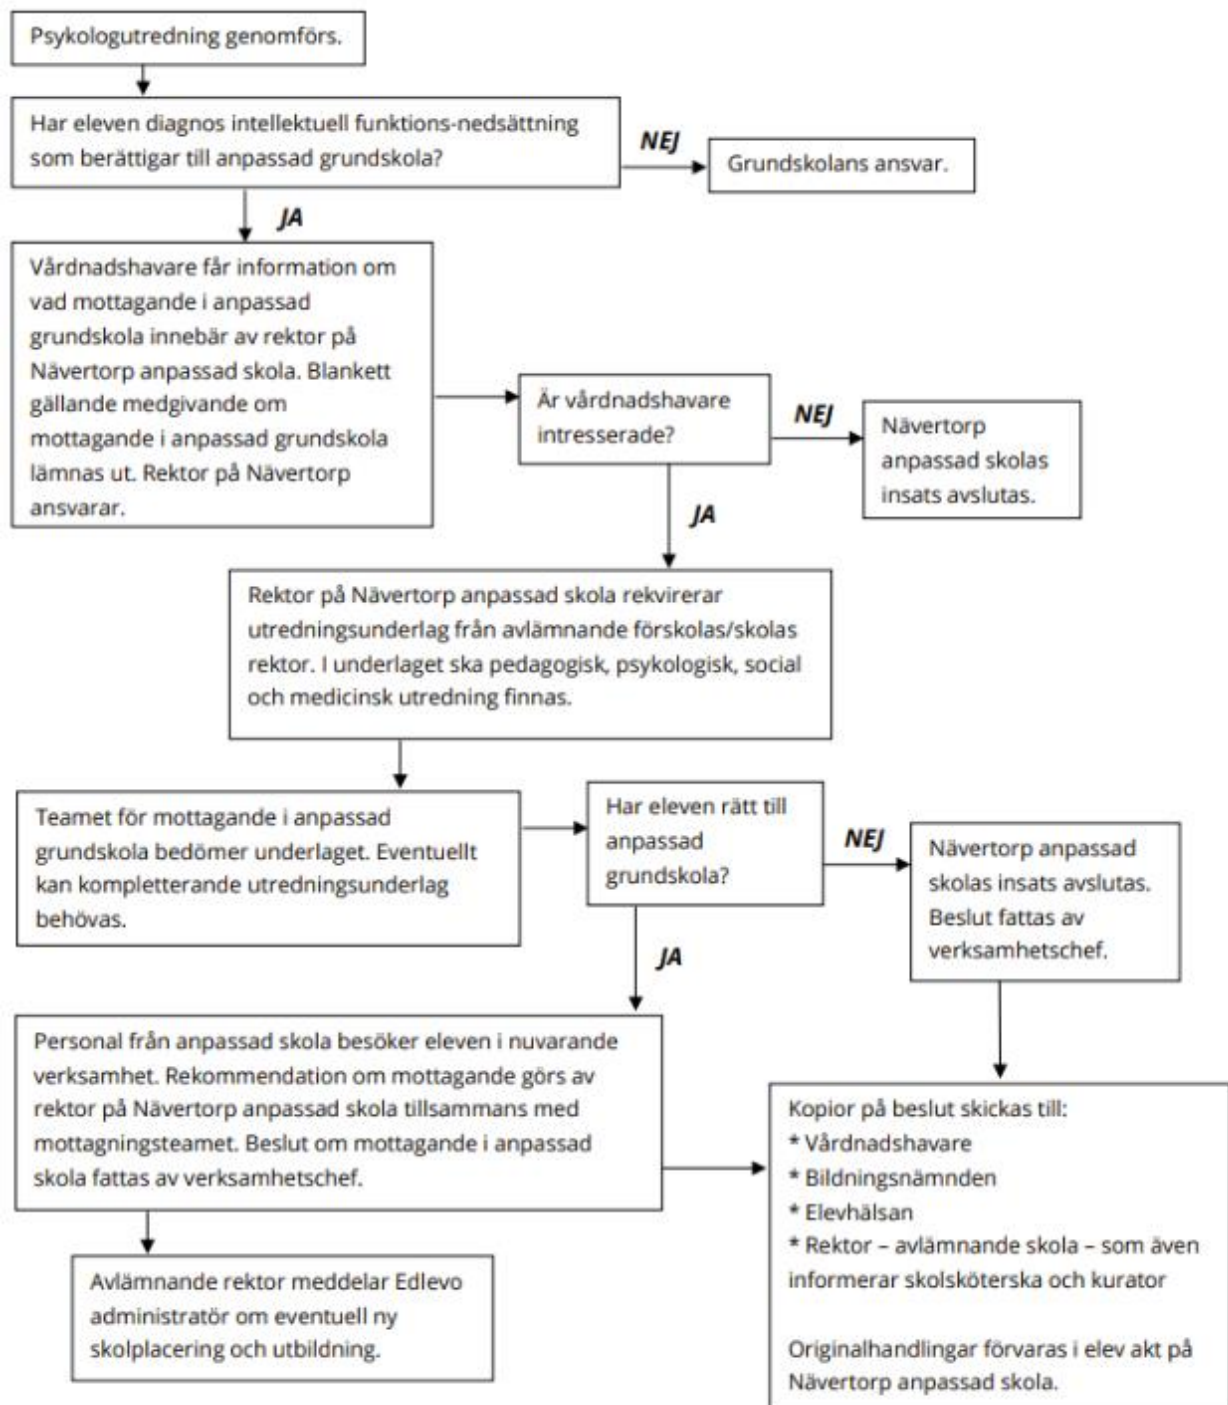 Psykologutredning genomförs.
Har eleven diagnos intellektuell funktions-nedsättning
som berättigar till anpassad grundskola?
NEJ
Grundskolans ansvar.
JA
Vårdnadshavare får information om
vad mottagande i anpassad
grundskola innebär av rektor på
Nävertorp anpassad skola. Blankett
gällande medgivande om
mottagande i anpassad grundskola
lämnas ut. Rektor på Nävertorp
ansvarar.
Är vårdnadshavare
intresserade?
NEJ
Nävertorp
anpassad skolas
insats avslutas.
JA
Rektor på Nävertorp anpassad skola rekvirerar
utredningsunderlag från avlämnande förskolas/skolas
rektor. I underlaget ska pedagogisk, psykologisk, social
och medicinsk utredning finnas.
Teamet för mottagande i anpassad
grundskola bedömer underlaget. Eventuellt
kan kompletterande utredningsunderlag
behövas.
Har eleven rätt till
anpassad
grundskola?
NEJ
Nävertorp anpassad
skolas insats avslutas.
Beslut fattas av
verksamhetschef.
JA
Personal från anpassad skola besöker eleven i nuvarande
verksamhet. Rekommendation om mottagande görs av
rektor på Nävertorp anpassad skola tillsammans med
mottagningsteamet. Beslut om mottagande i anpassad
skola fattas av verksamhetschef.
Kopior på beslut skickas till:
* Vårdnadshavare
* Bildningsnämnden
* Elevhälsan
* Rektor – avlämnande skola – som även
informerar skolsköterska och kurator
Originalhandlingar förvaras i elev akt på
Nävertorp anpassad skola.
Avlämnande rektor meddelar Edlevo
administratör om eventuell ny
skolplacering och utbildning.